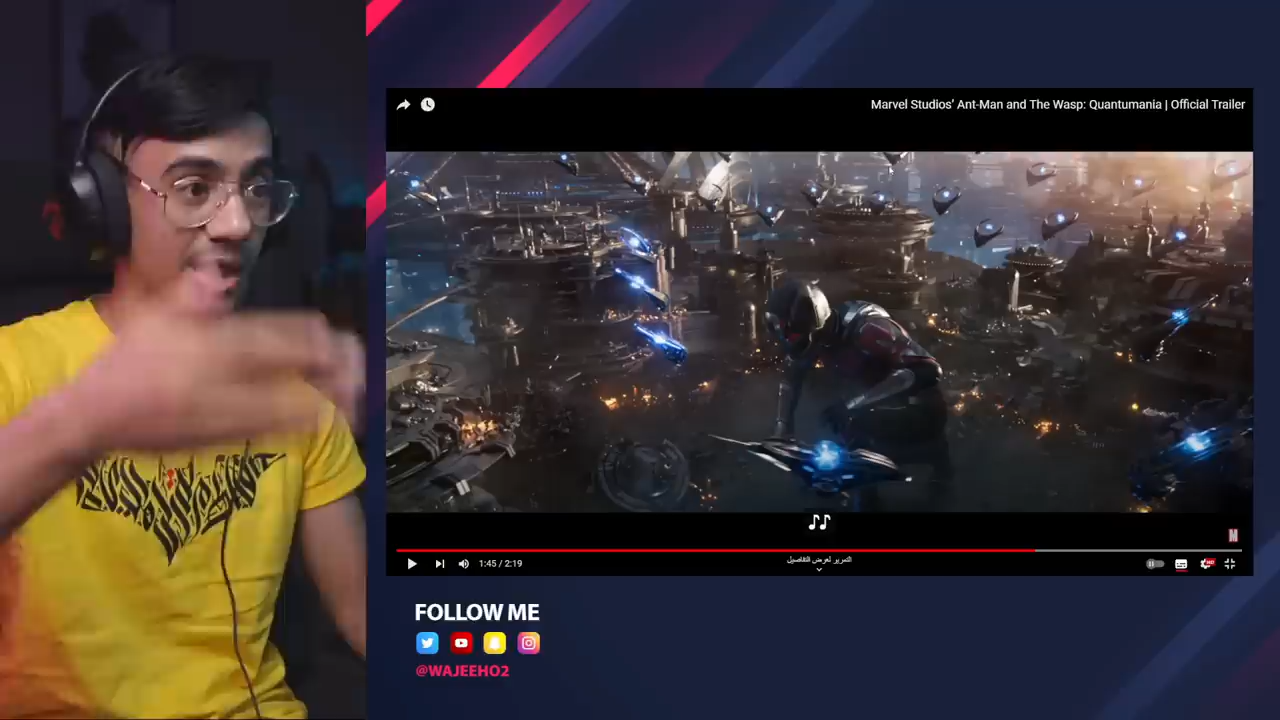 Marvel Studios' Ant-Man and The Wasp: Quantumania | Official Trailer
1:45 / 2:19
التمرير لعرض التفاصيل
HD
M
FOLLOW ME
@WAJEEHO2